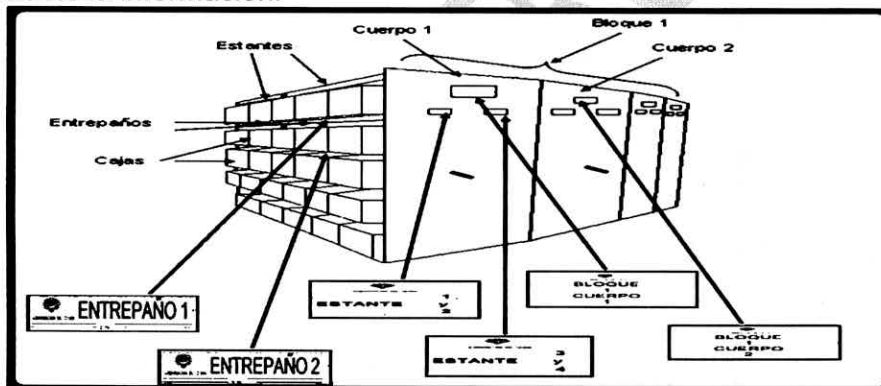 Cuerpo 1
Bloque 1
Estantes
Cuerpo 2
Entrepaños
Cajas
ENTREPAÑO 1
ESTANTE 1 Y 2
BLOQUE
1
CUERPO
1
ENTREPAÑO 2
ESTANTE 3 Y 4
BLOQUE
1
CUERPO
2